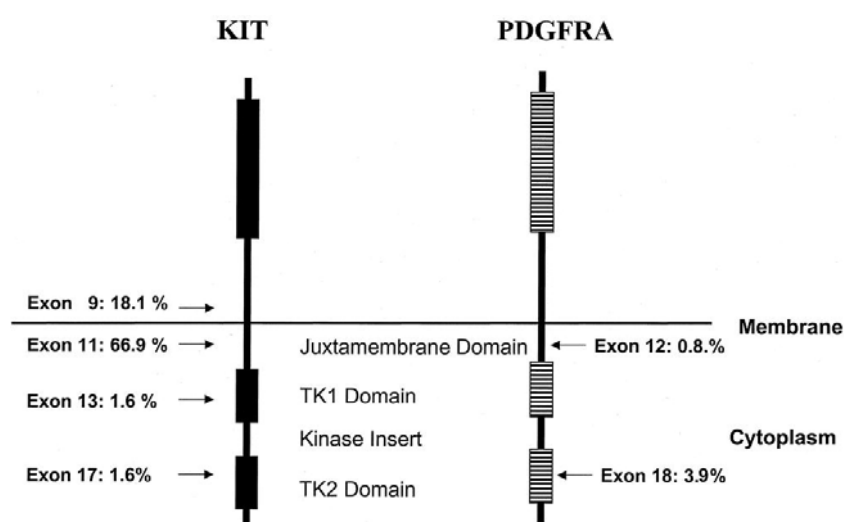 KIT
PDGFRA
Exon 9: 18.1 %
Membrane
Exon 11: 66.9 %
Juxtamembrane Domain
Exon 12: 0.8.%
Exon 13: 1.6 %
TK1 Domain
Kinase Insert
Cytoplasm
Exon 17: 1.6%
TK2 Domain
Exon 18: 3.9%